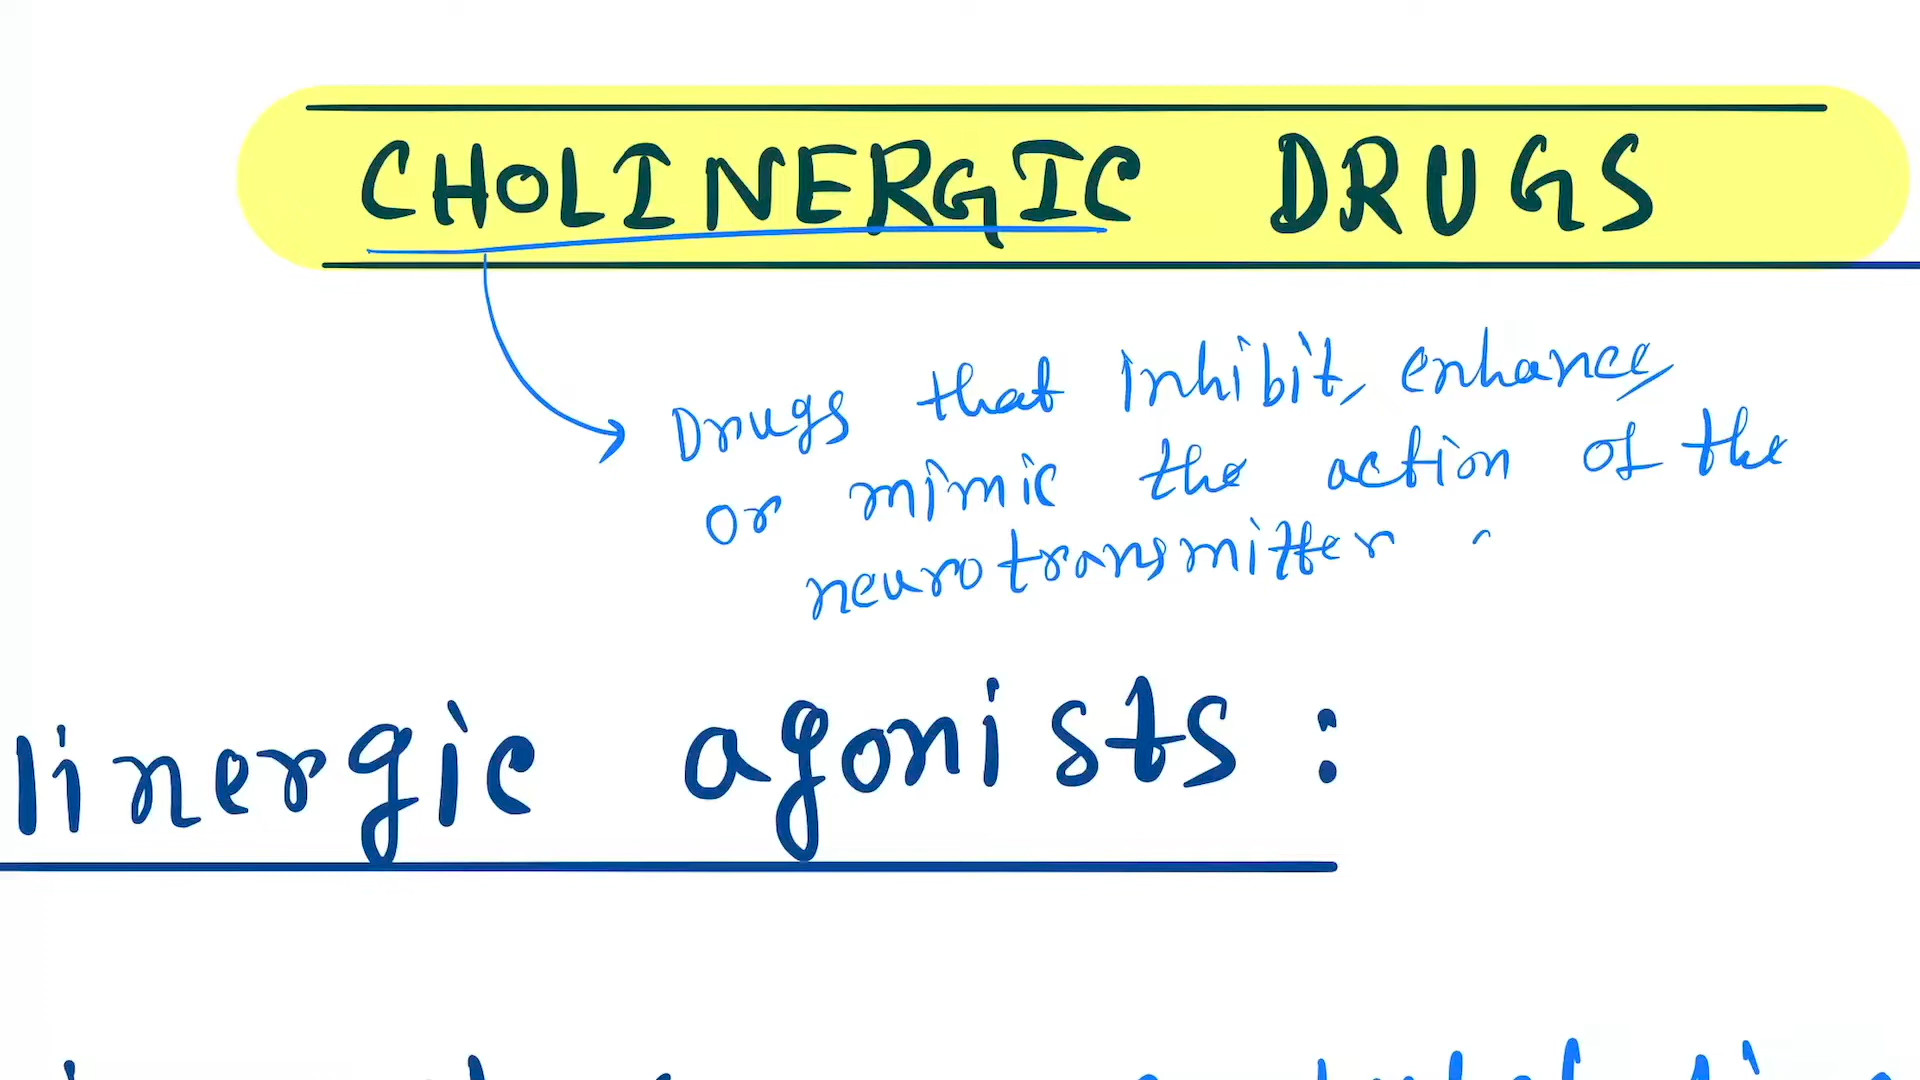 CHOLINERGIC DRUGS
Drugs that inhibit, enhance,
or mimic the action of the
neurotransmitter
linergic agonists :